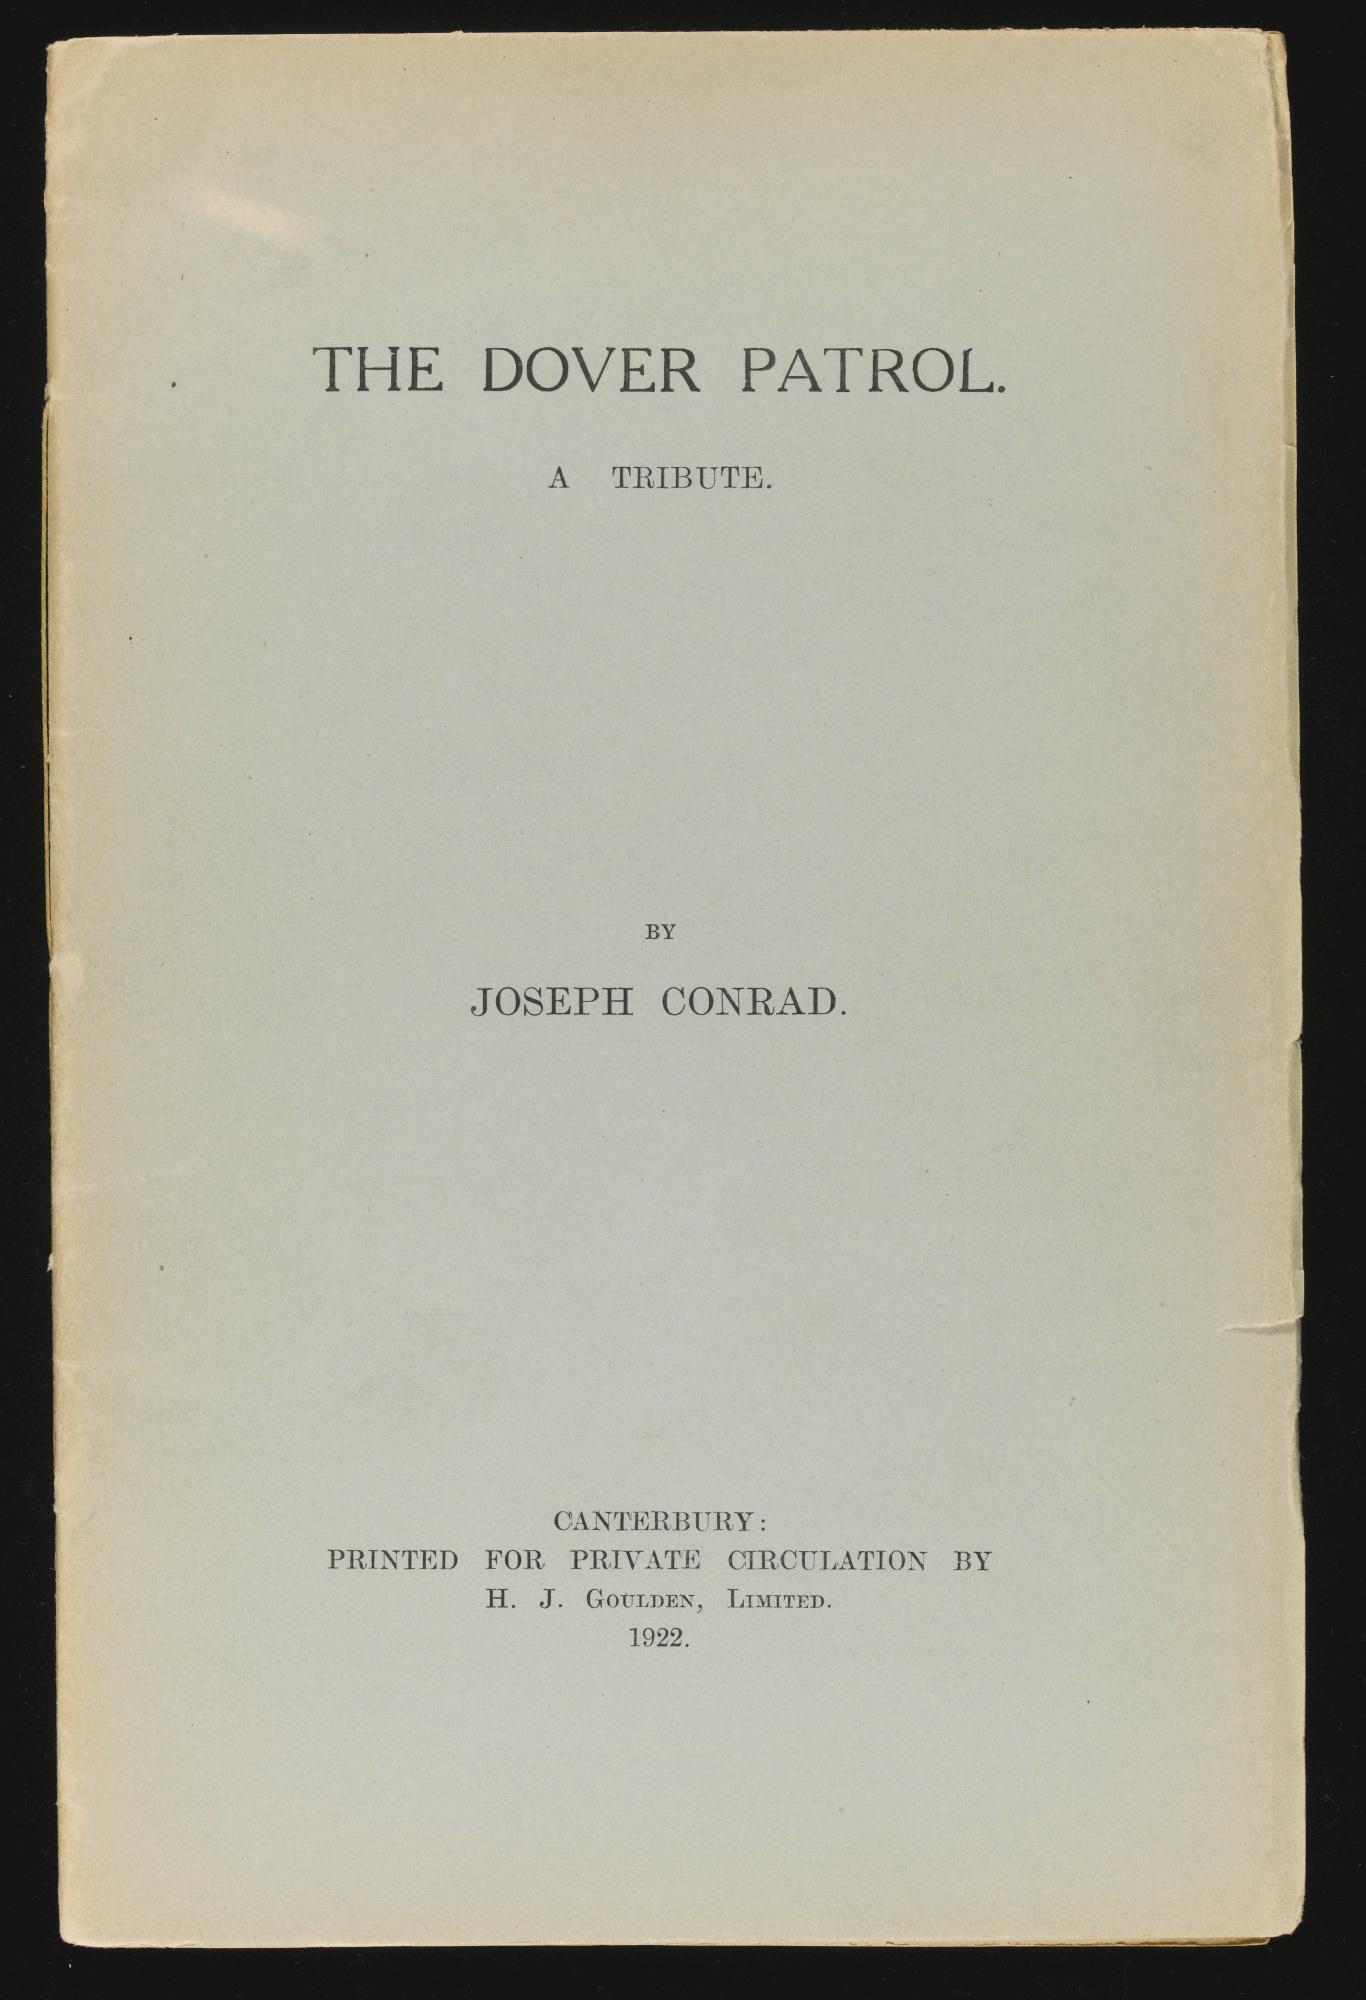 THE DOVER PATROL.
A TRIBUTE.
BY
JOSEPH CONRAD.
CANTERBURY:
PRINTED FOR PRIVATE CIRCULATION BY
H. J. GOULDEN, LIMITED.
1922.